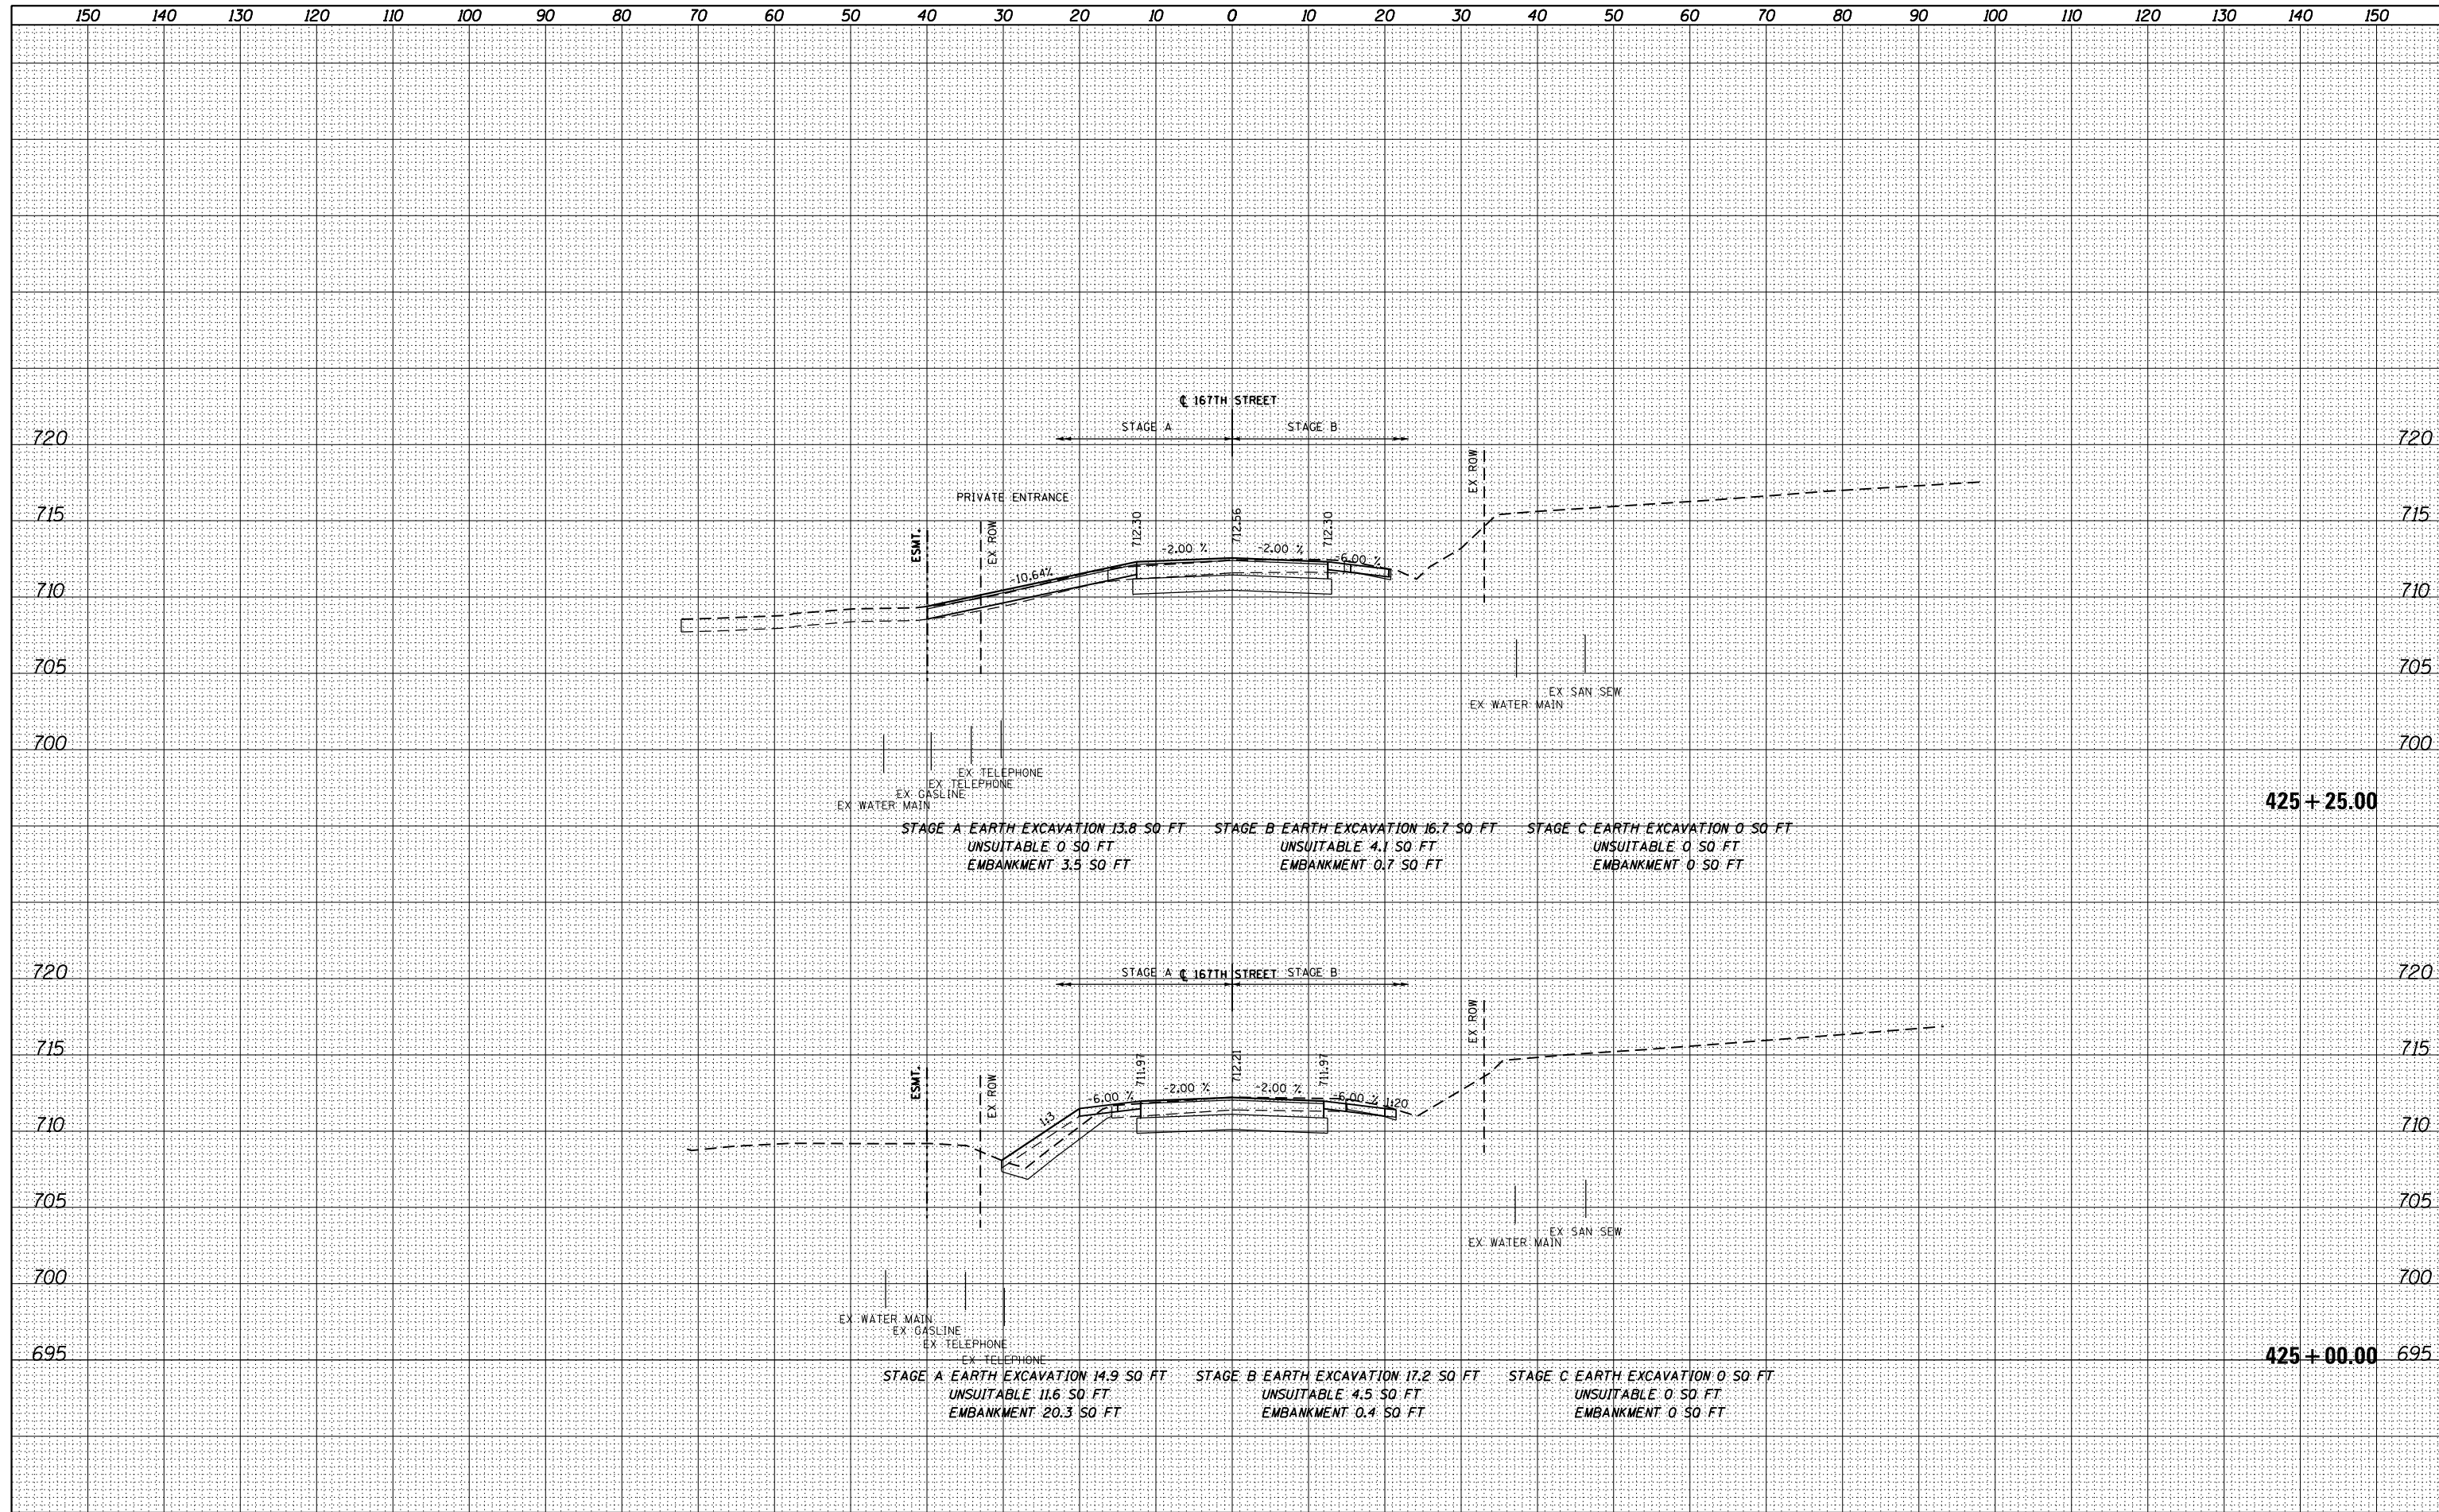 150 140 130 120 110 100 90 80 70 60 50 40 30 20 10 0 10 20 30 40 50 60 70 80 90 100 110 120 130 140 150
℄ 167TH STREET
STAGE A STAGE B
720 720
EX ROW
PRIVATE ENTRANCE
715 715
ESMT.
EX ROW
712.30 712.56 712.30
-2.00 % -2.00 %
-6.00 %
-10.64%
710 710
705 705
EX SAN SEW
EX WATER MAIN
700 700
EX TELEPHONE
EX TELEPHONE
EX GASLINE
EX WATER MAIN
425+25.00
STAGE A EARTH EXCAVATION 13.8 SQ FT STAGE B EARTH EXCAVATION 16.7 SQ FT STAGE C EARTH EXCAVATION 0 SQ FT
UNSUITABLE 0 SQ FT UNSUITABLE 4.1 SQ FT UNSUITABLE 0 SQ FT
EMBANKMENT 3.5 SQ FT EMBANKMENT 0.7 SQ FT EMBANKMENT 0 SQ FT
720 STAGE A ℄ 167TH STREET STAGE B 720
EX ROW
715 715
ESMT.
EX ROW
711.97 712.21 711.97
-6.00 % -2.00 % -2.00 % -6.00 % 1:20
1:3
710 710
705 705
EX SAN SEW
EX WATER MAIN
700 700
EX WATER MAIN
EX GASLINE
EX TELEPHONE
EX TELEPHONE
695 425+00.00 695
STAGE A EARTH EXCAVATION 14.9 SQ FT STAGE B EARTH EXCAVATION 17.2 SQ FT STAGE C EARTH EXCAVATION 0 SQ FT
UNSUITABLE 11.6 SQ FT UNSUITABLE 4.5 SQ FT UNSUITABLE 0 SQ FT
EMBANKMENT 20.3 SQ FT EMBANKMENT 0.4 SQ FT EMBANKMENT 0 SQ FT